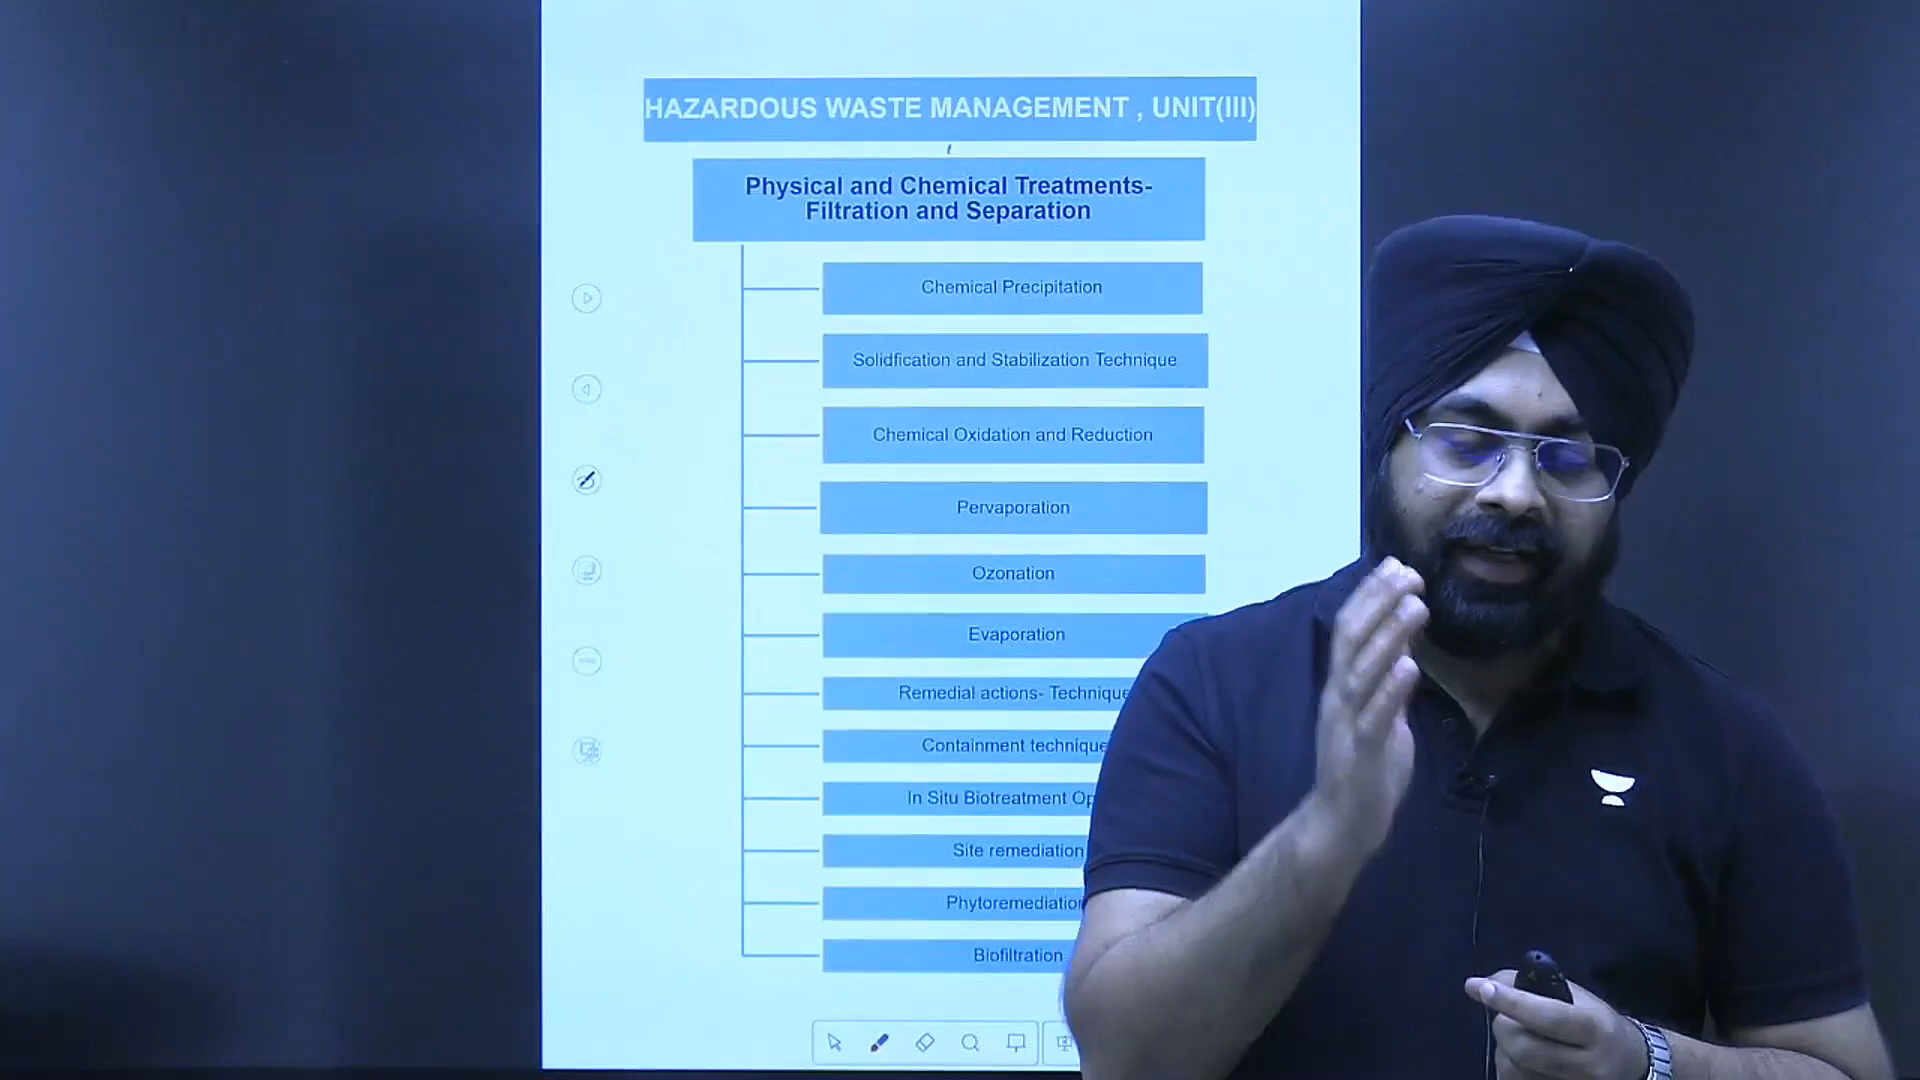 HAZARDOUS WASTE MANAGEMENT , UNIT(III)
Physical and Chemical Treatments-
Filtration and Separation
Chemical Precipitation
Solidfication and Stabilization Technique
Chemical Oxidation and Reduction
Pervaporation
Ozonation
Evaporation
Remedial actions- Technique
Containment technique
In Situ Biotreatment
Site remediation
Phytoremediation
Biofiltration